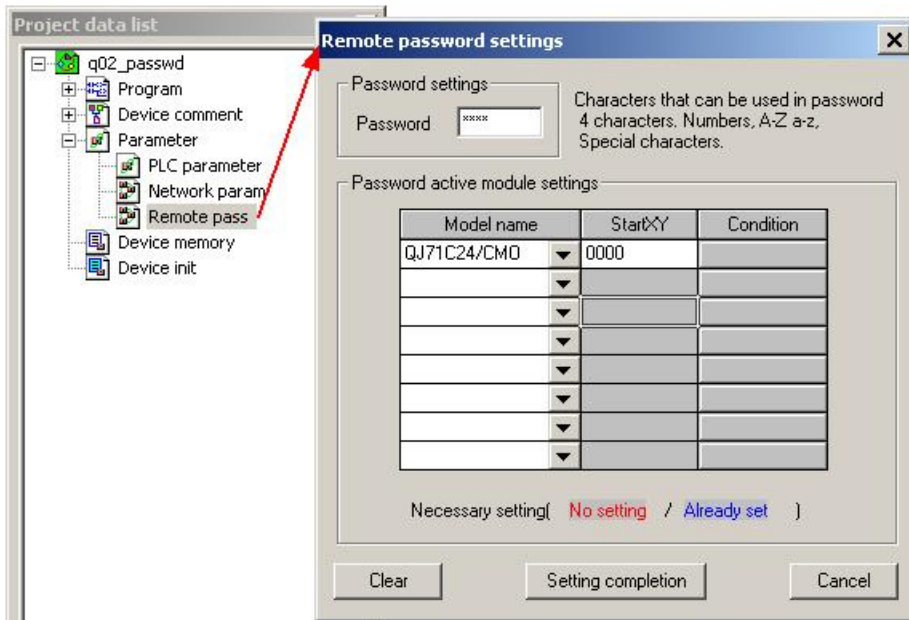 Project data list
q02_passwd
Program
Device comment
Parameter
PLC parameter
Network param
Remote pass
Device memory
Device init
Remote password settings
Password settings
Password ****
Characters that can be used in password
4 characters. Numbers, A-Z a-z,
Special characters.
Password active module settings
Model name StartXY Condition
QJ71C24/CMO 0000
Necessary setting( No setting / Already set )
Clear Setting completion Cancel